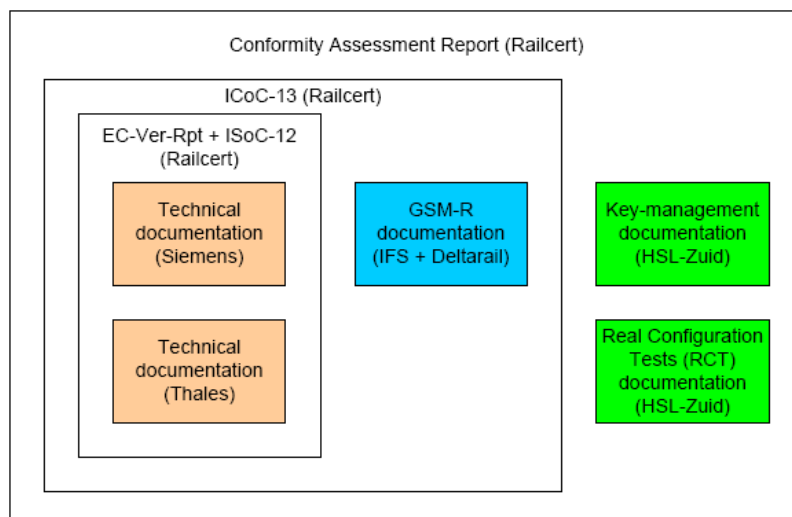 Conformity Assessment Report (Railcert)
ICoC-13 (Railcert)
EC-Ver-Rpt + ISoC-12
(Railcert)
Technical
documentation
(Siemens)
GSM-R
documentation
(IFS + Deltarail)
Key-management
documentation
(HSL-Zuid)
Technical
documentation
(Thales)
Real Configuration
Tests (RCT)
documentation
(HSL-Zuid)